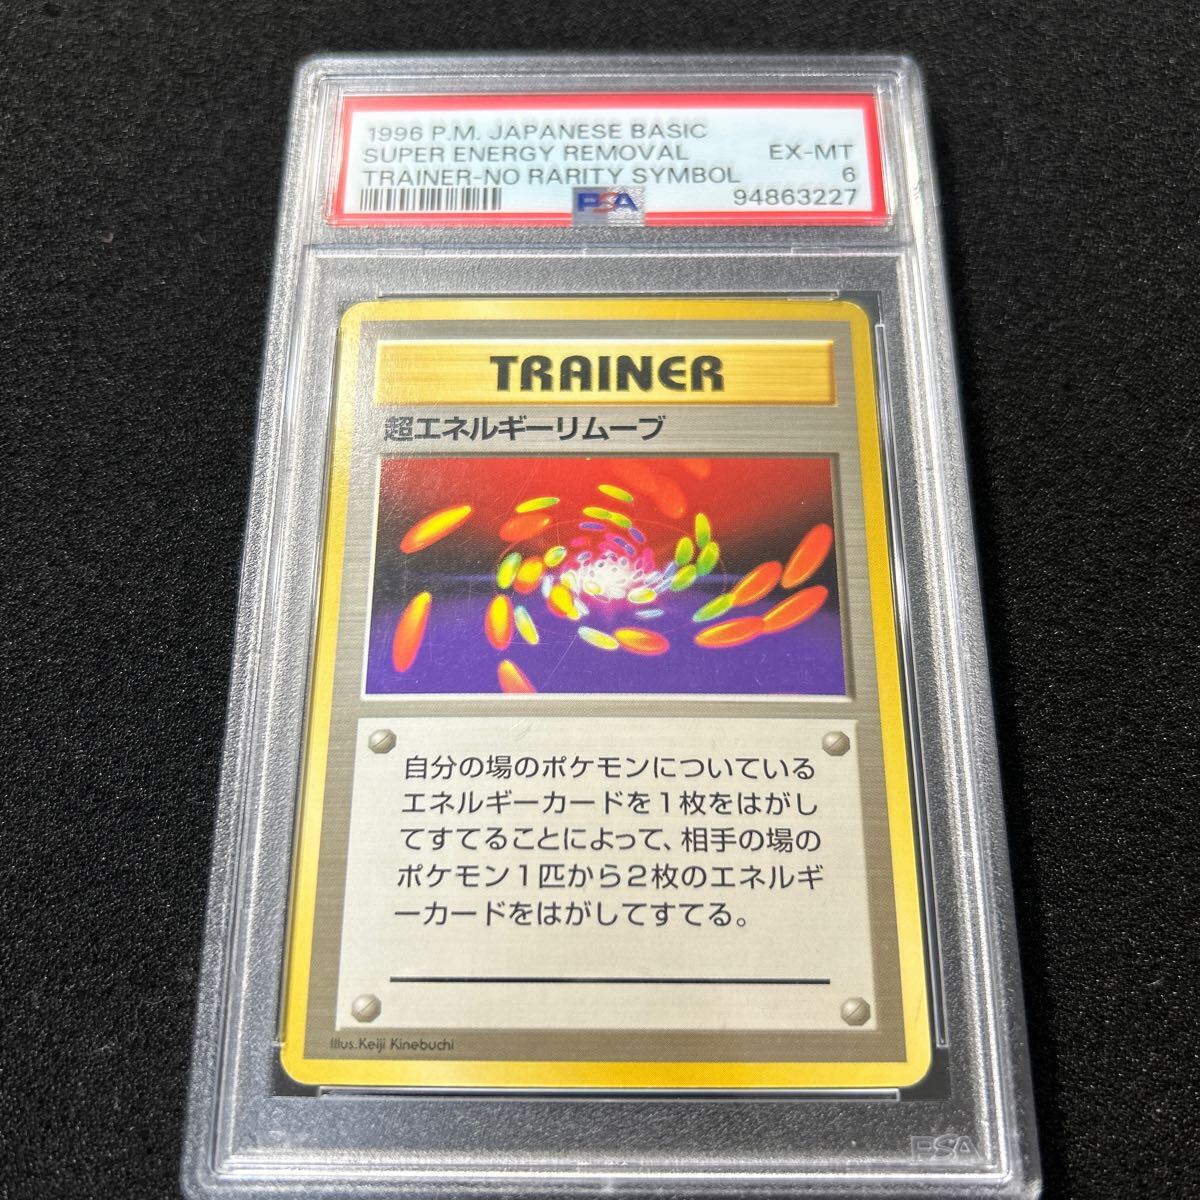 1996 P.M. JAPANESE BASIC
SUPER ENERGY REMOVAL EX-MT
TRAINER-NO RARITY SYMBOL 6
PSA 94863227
TRAINER
超エネルギーリムーブ
自分の場のポケモンについている
エネルギーカードを1枚をはがし
てすてることによって、相手の場の
ポケモン1匹から2枚のエネルギ
ーカードをはがしてすてる。
Illus. Keiji Kinebuchi
PSA